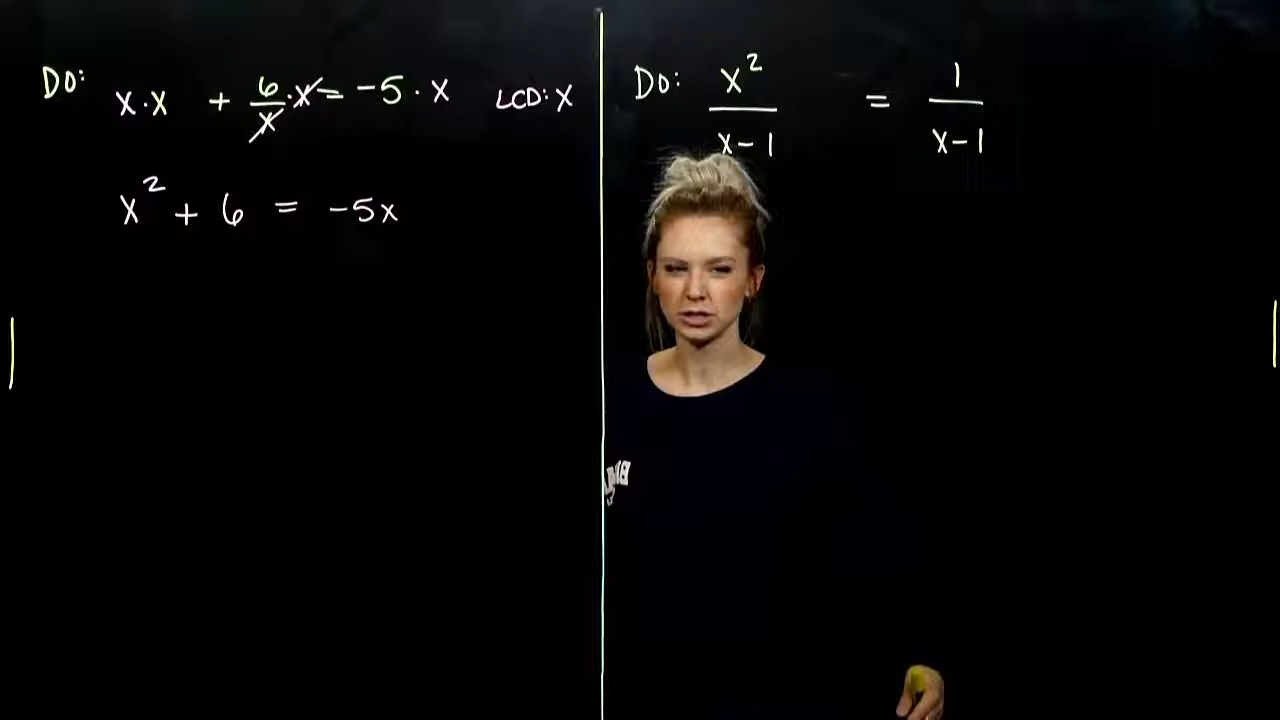 DO: x·x + 6/x·x = -5·x LCD: x
x² + 6 = -5x
DO: x²/x-1 = 1/x-1